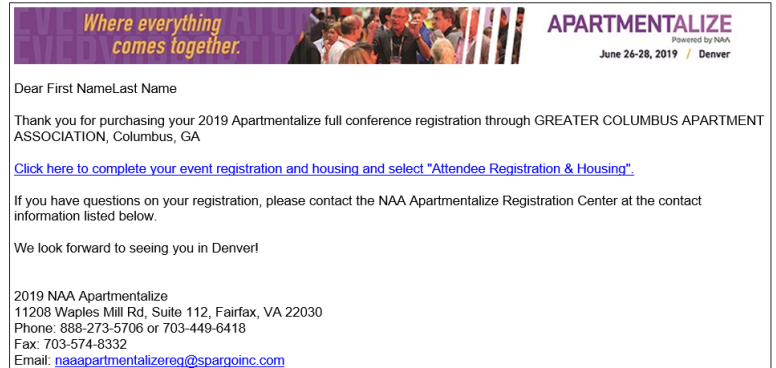 Where everything
comes together.
APARTMENTALIZE
Powered by NAA
June 26-28, 2019 / Denver
Dear First NameLast Name
Thank you for purchasing your 2019 Apartmentalize full conference registration through GREATER COLUMBUS APARTMENT
ASSOCIATION, Columbus, GA
Click here to complete your event registration and housing and select "Attendee Registration & Housing".
If you have questions on your registration, please contact the NAA Apartmentalize Registration Center at the contact
information listed below.
We look forward to seeing you in Denver!
2019 NAA Apartmentalize
11208 Waples Mill Rd, Suite 112, Fairfax, VA 22030
Phone: 888-273-5706 or 703-449-6418
Fax: 703-574-8332
Email: naaapartmentalizereg@spargoinc.com